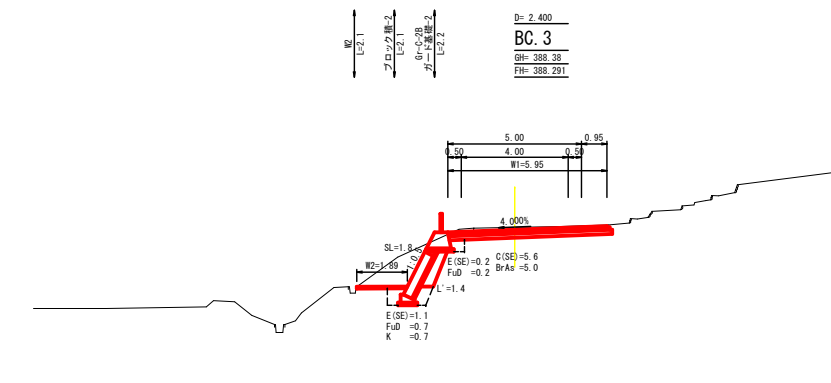 W2
L=2.1
ブロック積-2
L=2.1
Gr-C-2B
ガード基礎-2
L=2.2
D= 2.400
BC. 3
GH= 388.38
FH= 388.291
5.00
0.95
0.50
4.00
0.50
W1=5.95
4.000%
SL=1.8
W2=1.89
E(SE)=0.2
FuD =0.2
C(SE)=5.6
BrAs =5.0
L'=1.4
E(SE)=1.1
FuD =0.7
K =0.7